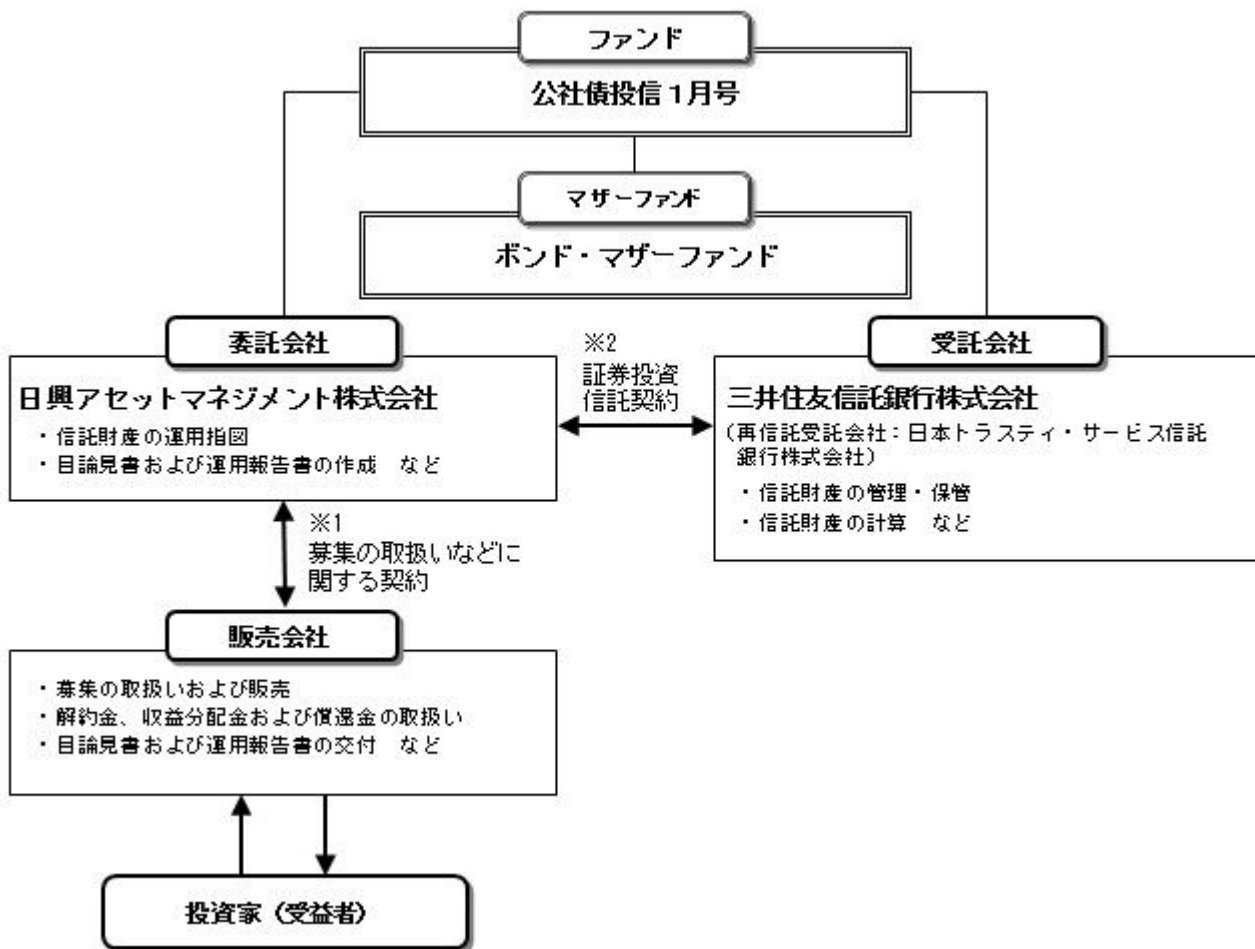 ファンド
公社債投信1月号
マザーファンド
ボンド・マザーファンド
委託会社
日興アセットマネジメント株式会社
・信託財産の運用指図
・目論見書および運用報告書の作成 など
※2
証券投資
信託契約
受託会社
三井住友信託銀行株式会社
(再信託受託会社:日本トラスティ・サービス信託
銀行株式会社)
・信託財産の管理・保管
・信託財産の計算 など
※1
募集の取扱いなどに
関する契約
販売会社
・募集の取扱いおよび販売
・解約金、収益分配金および償還金の取扱い
・目論見書および運用報告書の交付 など
投資家(受益者)